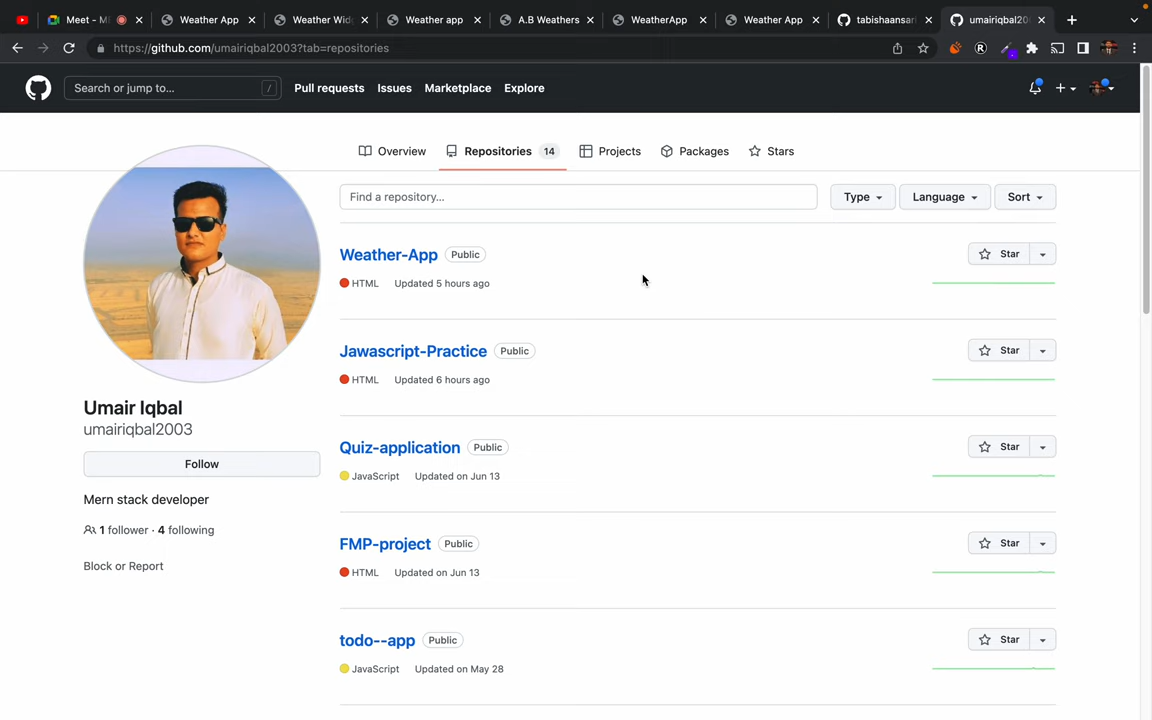 Meet - M
Weather App
Weather Wid
Weather app
A.B Weathers
WeatherApp
Weather App
tabishaansari
umairiqbal200
https://github.com/umairiqbal2003?tab=repositories
Search or jump to...
/
Pull requests
Issues
Marketplace
Explore
Overview
Repositories 14
Projects
Packages
Stars
Find a repository...
Type
Language
Sort
Weather-App Public
Star
HTML Updated 5 hours ago
Jawascript-Practice Public
Star
HTML Updated 6 hours ago
Quiz-application Public
Star
JavaScript Updated on Jun 13
FMP-project Public
Star
HTML Updated on Jun 13
todo--app Public
Star
JavaScript Updated on May 28
Umair Iqbal
umairiqbal2003
Follow
Mern stack developer
1 follower · 4 following
Block or Report